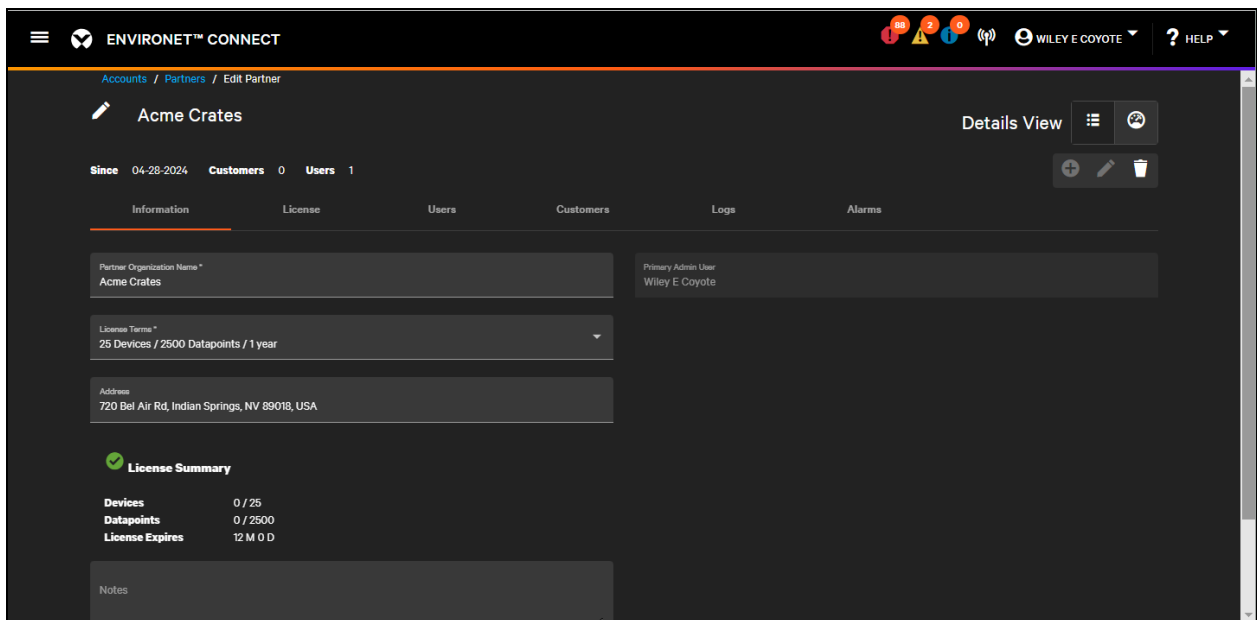 ENVIRONET™ CONNECT
88 2 0
WILEY E COYOTE
? HELP
Accounts / Partners / Edit Partner
Acme Crates
Details View
Since 04-28-2024 Customers 0 Users 1
Information License Users Customers Logs Alarms
Partner Organization Name *
Acme Crates
Primary Admin User
Wiley E Coyote
License Terms *
25 Devices / 2500 Datapoints / 1 year
Address
720 Bel Air Rd, Indian Springs, NV 89018, USA
License Summary
Devices 0 / 25
Datapoints 0 / 2500
License Expires 12 M 0 D
Notes